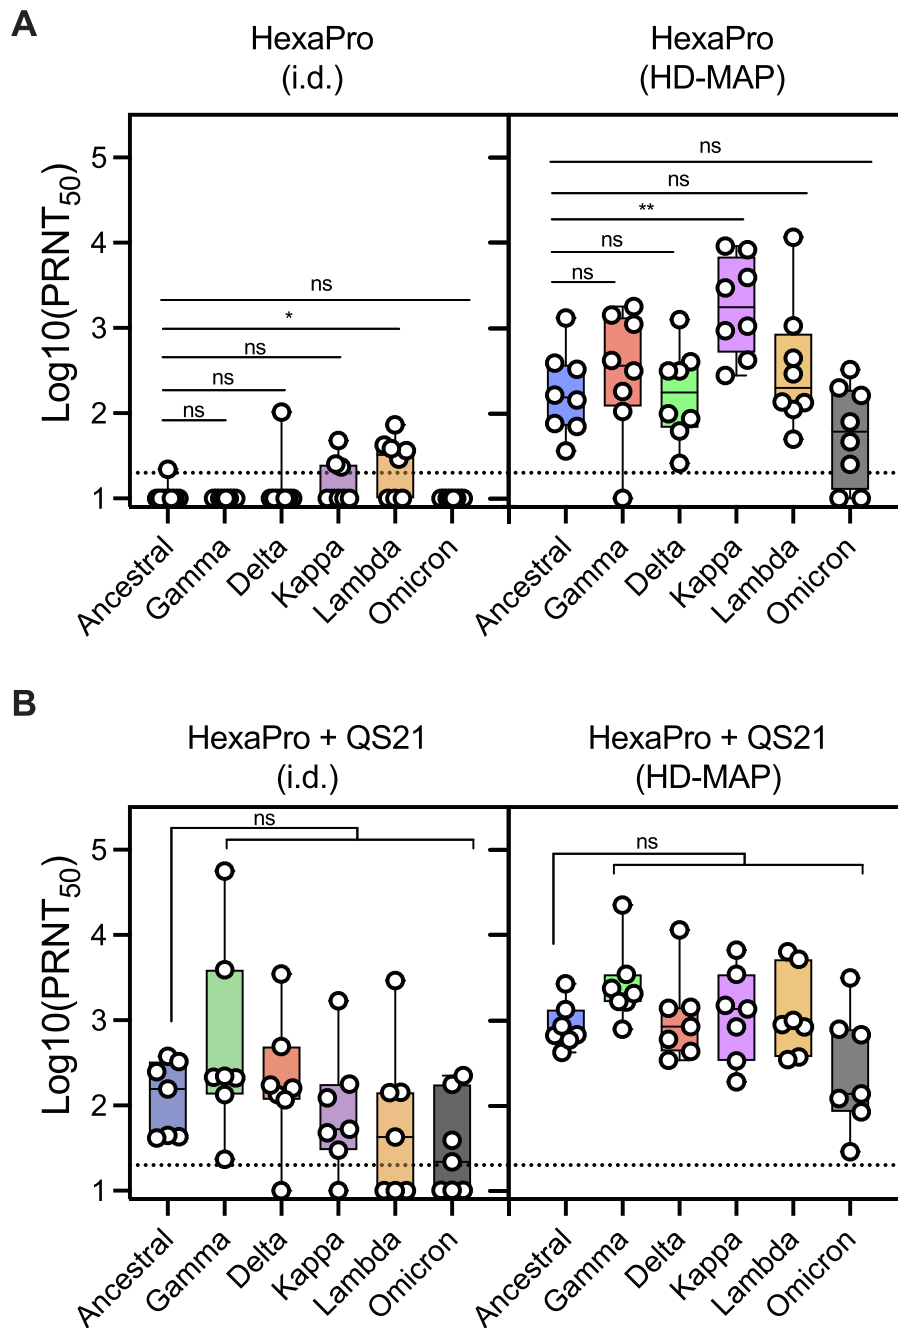 A
HexaPro
(i.d.)
HexaPro
(HD-MAP)
Log10(PRNT50)
5
4
3
2
1
ns
*
ns
ns
ns
ns
ns
**
ns
ns
Ancestral
Gamma
Delta
Kappa
Lambda
Omicron
Ancestral
Gamma
Delta
Kappa
Lambda
Omicron
B
HexaPro + QS21
(i.d.)
HexaPro + QS21
(HD-MAP)
Log10(PRNT50)
5
4
3
2
1
ns
ns
Ancestral
Gamma
Delta
Kappa
Lambda
Omicron
Ancestral
Gamma
Delta
Kappa
Lambda
Omicron